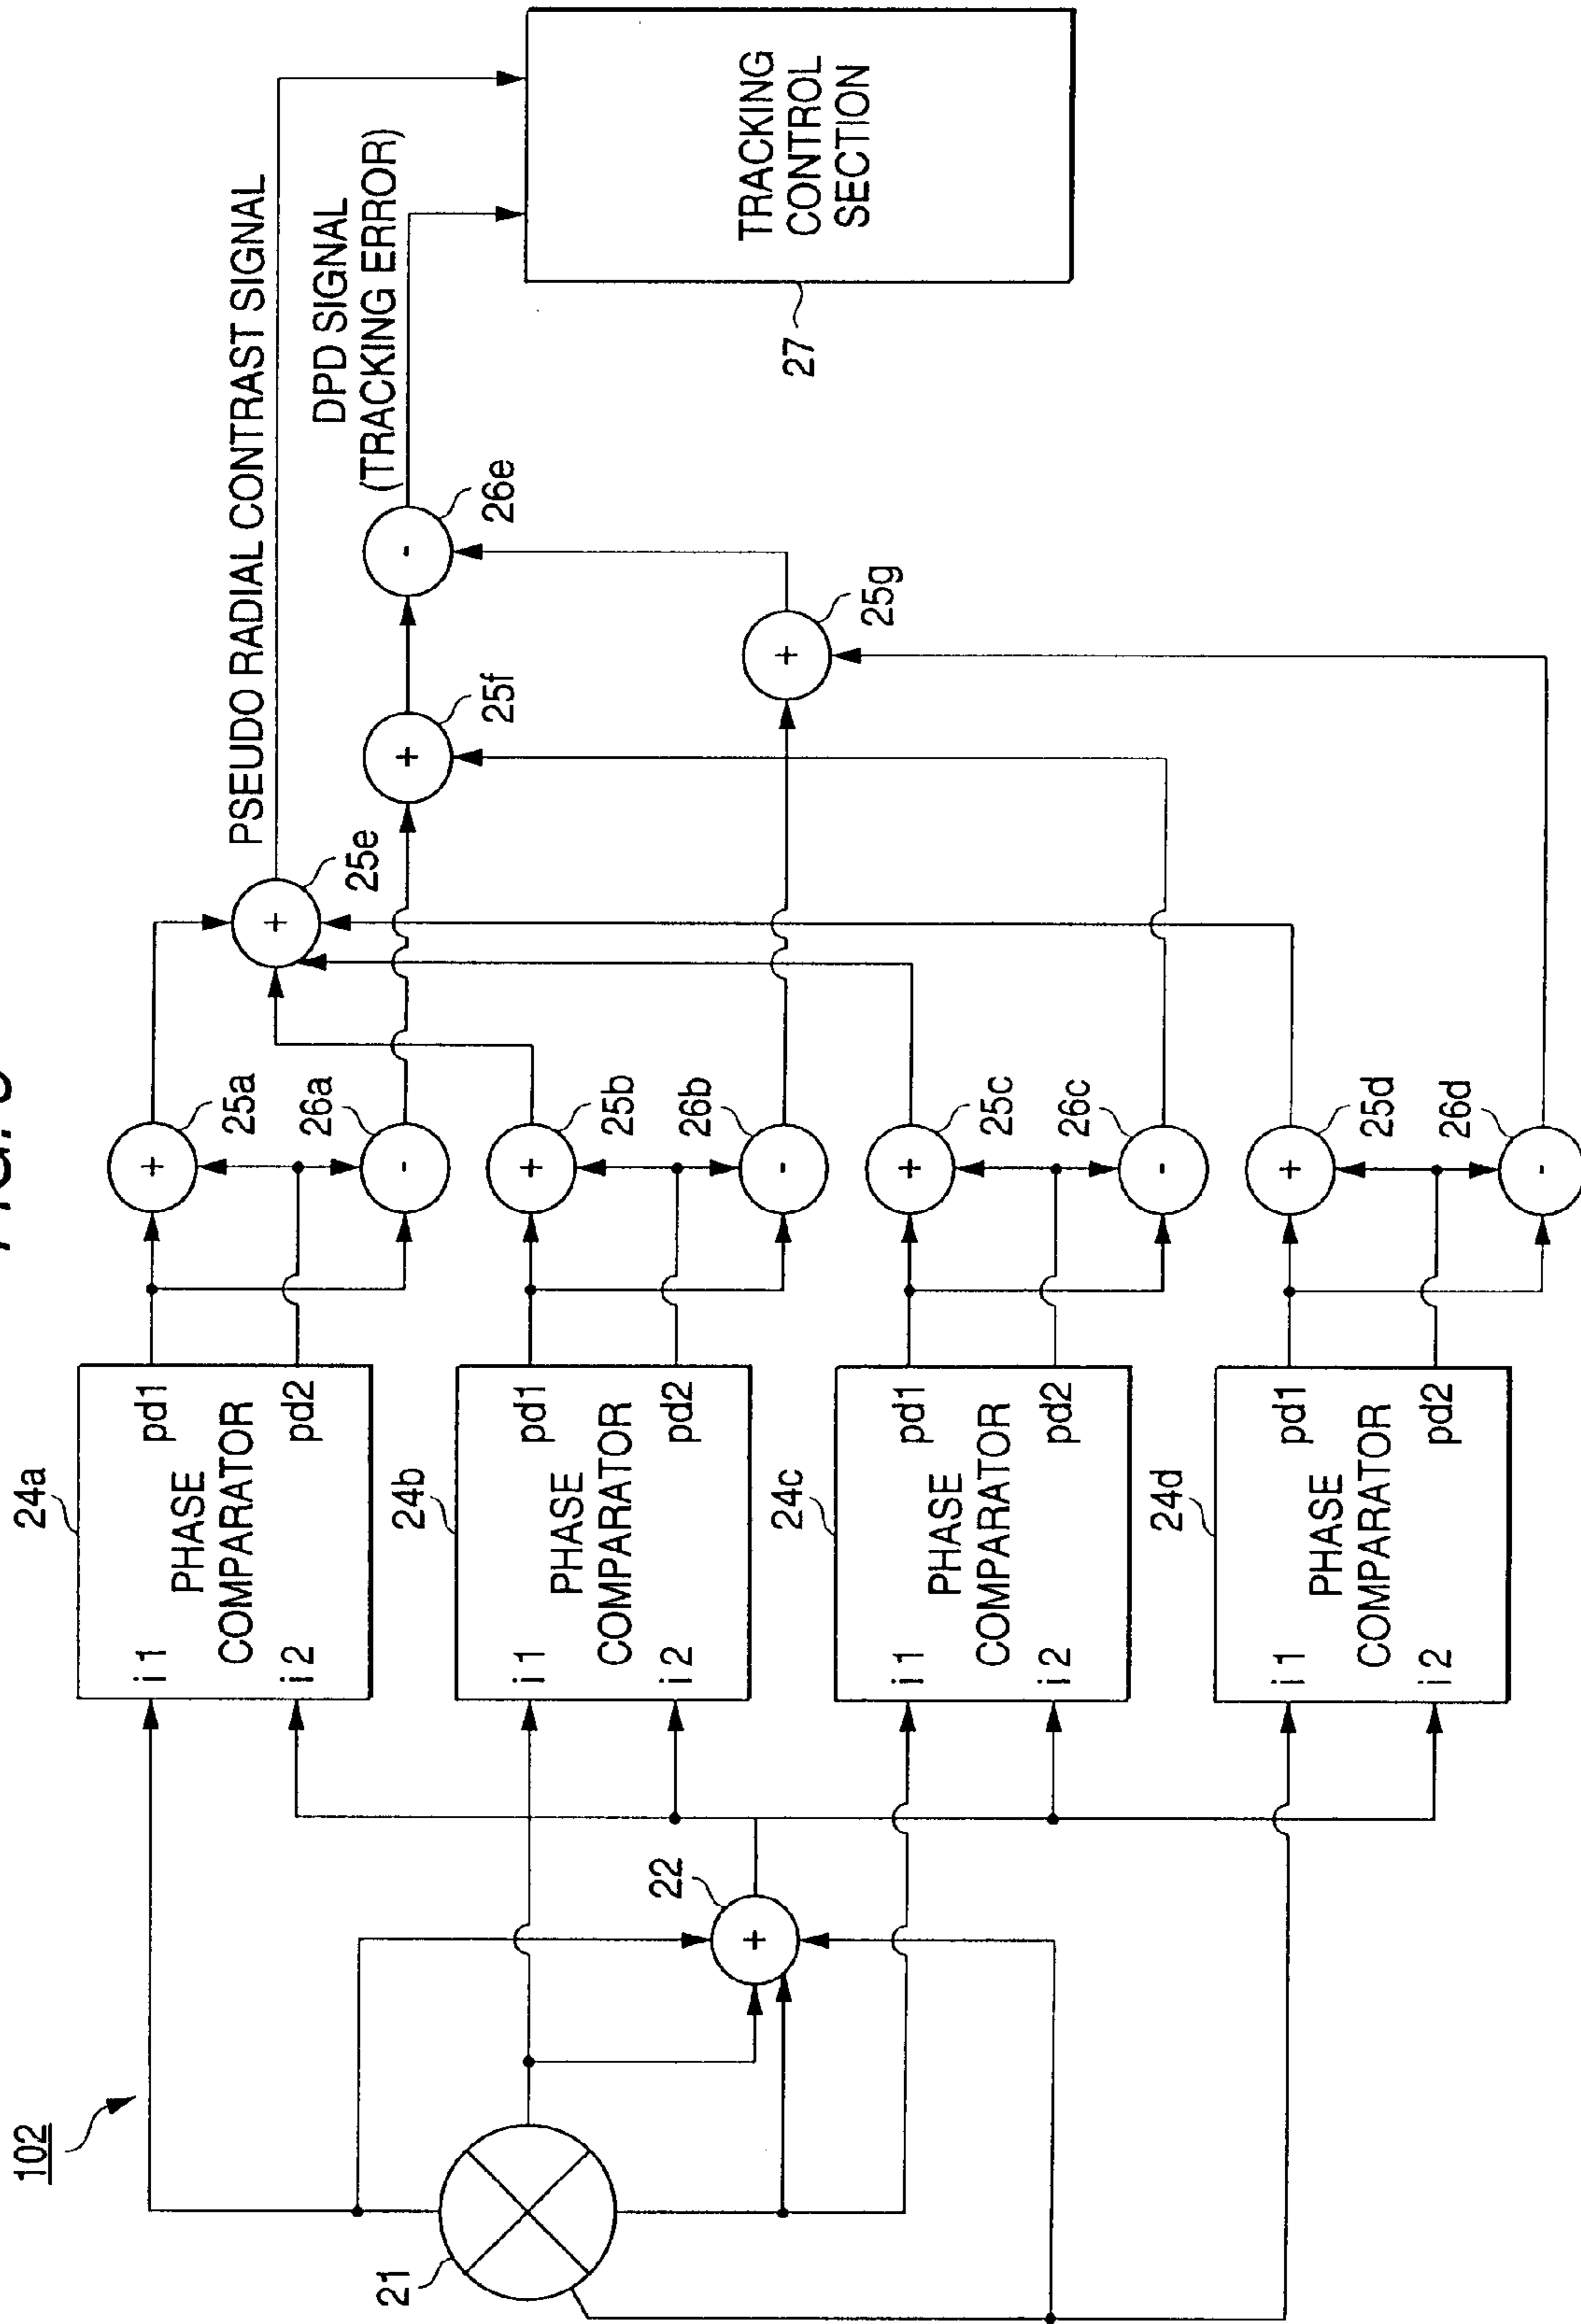 102
21
22
24a
i1
i2
PHASE
COMPARATOR
pd1
pd2
24b
i1
i2
PHASE
COMPARATOR
pd1
pd2
24c
i1
i2
PHASE
COMPARATOR
pd1
pd2
24d
i1
i2
PHASE
COMPARATOR
pd1
pd2
+
+
25a
-
26a
+
25b
-
26b
+
25c
-
26c
+
25d
-
26d
+
25e
+
25f
-
26e
+
25g
PSEUDO RADIAL CONTRAST SIGNAL
DPD SIGNAL
(TRACKING ERROR)
TRACKING
CONTROL
SECTION
27